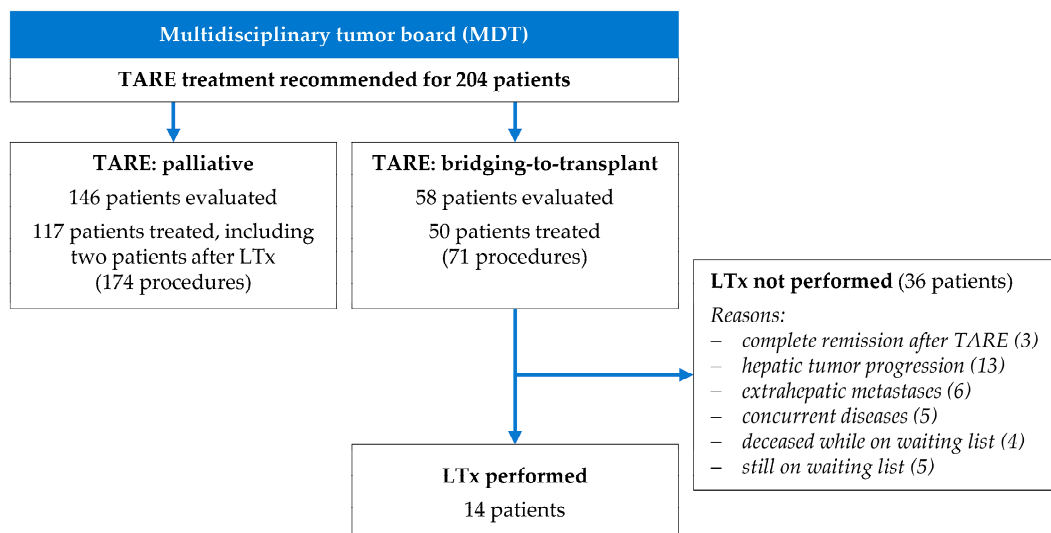 Multidisciplinary tumor board (MDT)
TARE treatment recommended for 204 patients
TARE: palliative
146 patients evaluated
117 patients treated, including
two patients after LTx
(174 procedures)
TARE: bridging-to-transplant
58 patients evaluated
50 patients treated
(71 procedures)
LTx not performed (36 patients)
Reasons:
– complete remission after TARE (3)
– hepatic tumor progression (13)
– extrahepatic metastases (6)
– concurrent diseases (5)
– deceased while on waiting list (4)
– still on waiting list (5)
LTx performed
14 patients